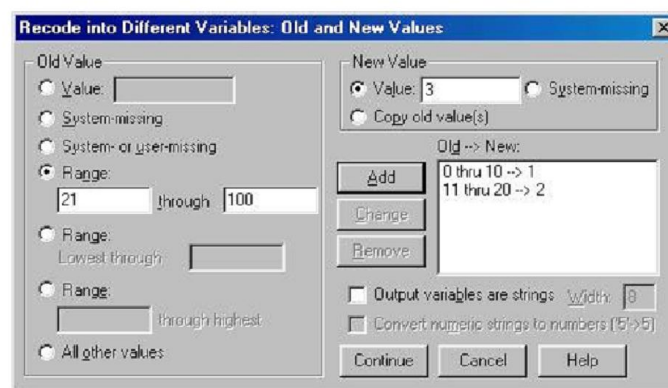 Recode into Different Variables: Old and New Values
Old Value
Value:
System-missing
System- or user-missing
Range:
21 through 100
Range:
Lowest through
Range:
through highest
All other values
New Value
Value: 3 System-missing
Copy old value(s)
Old --> New:
Add
Change
Remove
0 thru 10 --> 1
11 thru 20 --> 2
Output variables are strings Width: 8
Convert numeric strings to numbers ('5'->5)
Continue Cancel Help